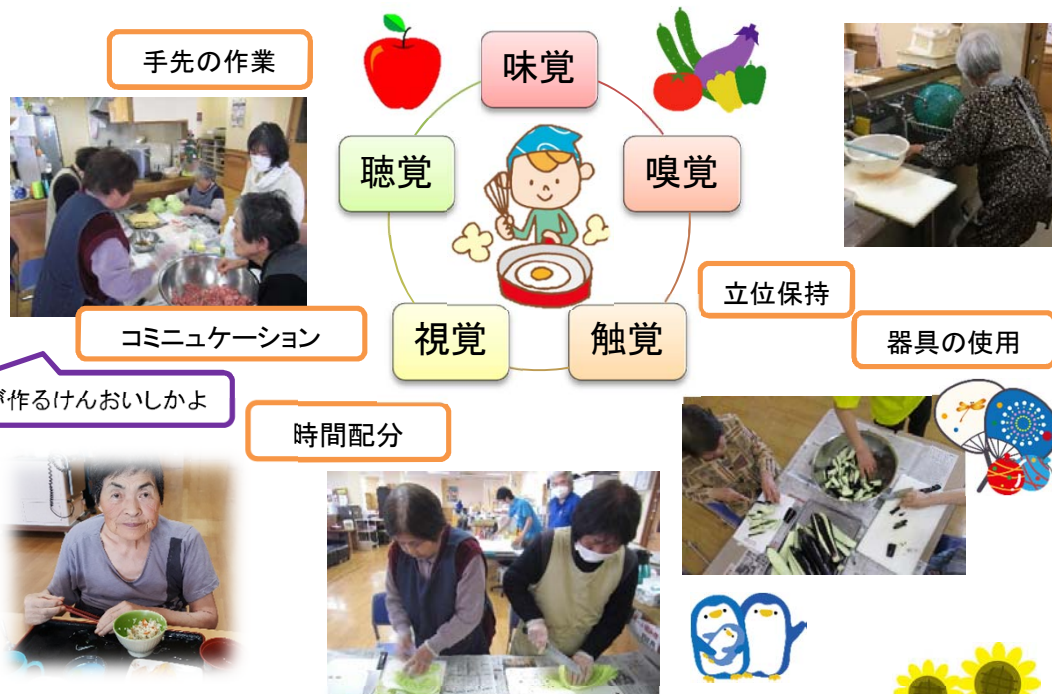 手先の作業
味覚
聴覚
嗅覚
立位保持
コミニュケーション
視覚
触覚
器具の使用
作るけんおいしかよ
時間配分